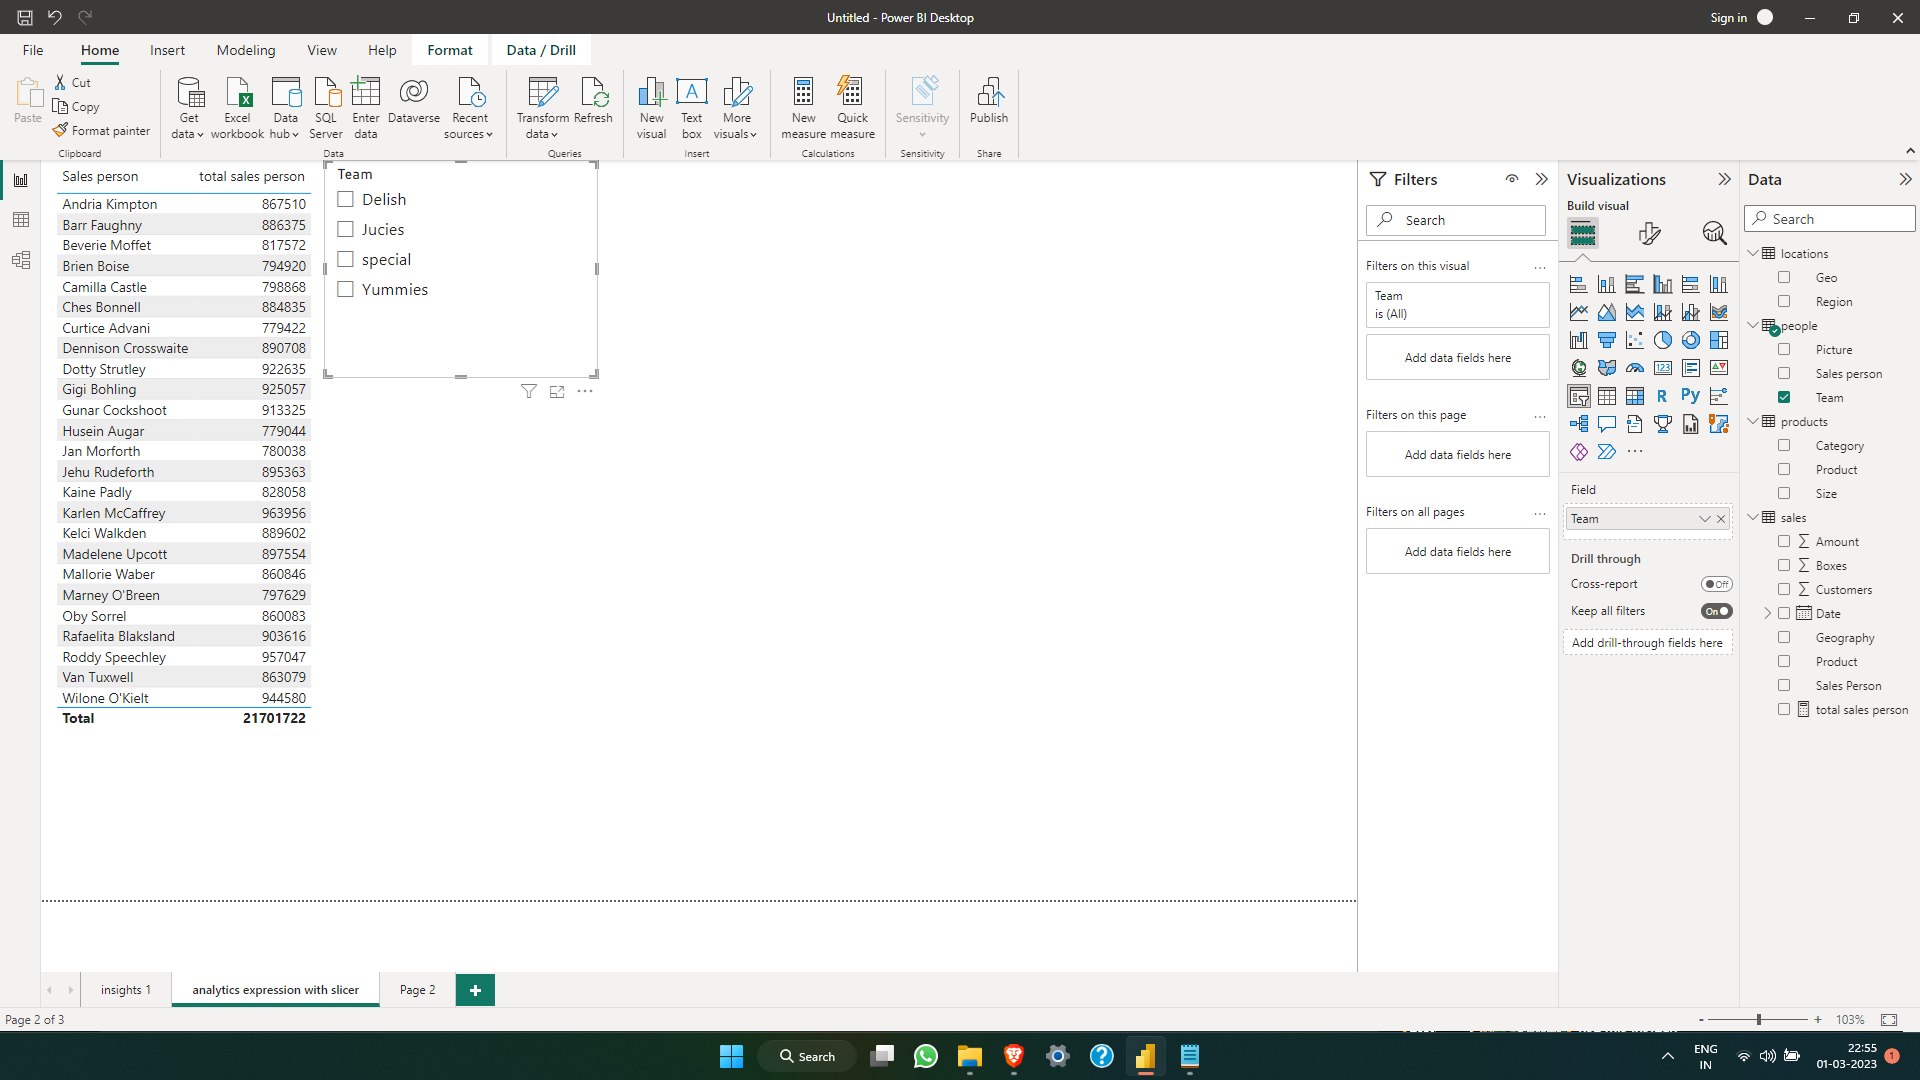 Untitled - Power BI Desktop
Sign in
File Home Insert Modeling View Help Format Data / Drill
Paste
Cut
Copy
Format painter
Clipboard
Get data
Excel workbook
Data hub
SQL Server
Enter data
Dataverse
Recent sources
Data
Transform data
Refresh
Queries
New visual
Text box
More visuals
Insert
New measure
Quick measure
Calculations
Sensitivity
Sensitivity
Publish
Share
Sales person total sales person
Andria Kimpton 867510
Barr Faughny 886375
Beverie Moffet 817572
Brien Boise 794920
Camilla Castle 798868
Ches Bonnell 884835
Curtice Advani 779422
Dennison Crosswaite 890708
Dotty Strutley 922635
Gigi Bohling 925057
Gunar Cockshoot 913325
Husein Augar 779044
Jan Morforth 780038
Jehu Rudeforth 895363
Kaine Padly 828058
Karlen McCaffrey 963956
Kelci Walkden 889602
Madelene Upcott 897554
Mallorie Waber 860846
Marney O'Breen 797629
Oby Sorrel 860083
Rafaelita Blaksland 903616
Roddy Speechley 957047
Van Tuxwell 863079
Wilone O'Kielt 944580
Total 21701722
Team
Delish
Jucies
special
Yummies
Filters
Search
Filters on this visual ...
Team
is (All)
Add data fields here
Filters on this page ...
Add data fields here
Filters on all pages ...
Add data fields here
Visualizations
Build visual
123
R
Py
...
Field
Team
Drill through
Cross-report Off
Keep all filters On
Add drill-through fields here
Data
Search
locations
Geo
Region
people
Picture
Sales person
Team
products
Category
Product
Size
sales
Σ Amount
Σ Boxes
Σ Customers
Date
Geography
Product
Sales Person
total sales person
insights 1
analytics expression with slicer
Page 2
+
Page 2 of 3
- + 103%
Search
ENG
IN
22:55
01-03-2023
1